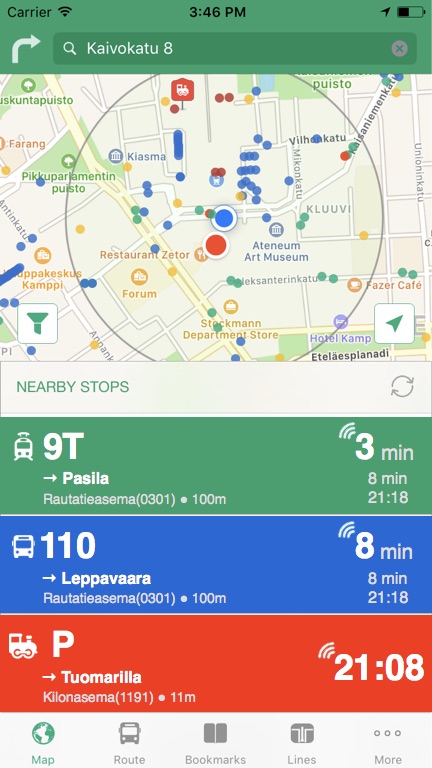 Carrier 3:46 PM
Kaivokatu 8
uskuntapuisto
puisto
Farang
Kiasma
Vilhonkatu
Kaisaniemenkatu
Pikkuparlamentin
puisto
Mikonkatu
Unioninkatu
KLUUVI
Antinkatu
Restaurant Zetor
Ateneum
Art Museum
uppakeskus
Kamppi
Forum
Aleksanterinkatu
Fazer Café
Stockmann
Department Store
Hotel Kamp
PI
Eteläesplanadi
NEARBY STOPS
9T 3 min
→ Pasila 8 min
Rautatieasema(0301) ● 100m 21:18
110 8 min
→ Leppavaara 8 min
Rautatieasema(0301) ● 100m 21:18
P 21:08
→ Tuomarilla
Kilonasema(1191) ● 11m
Map Route Bookmarks Lines More